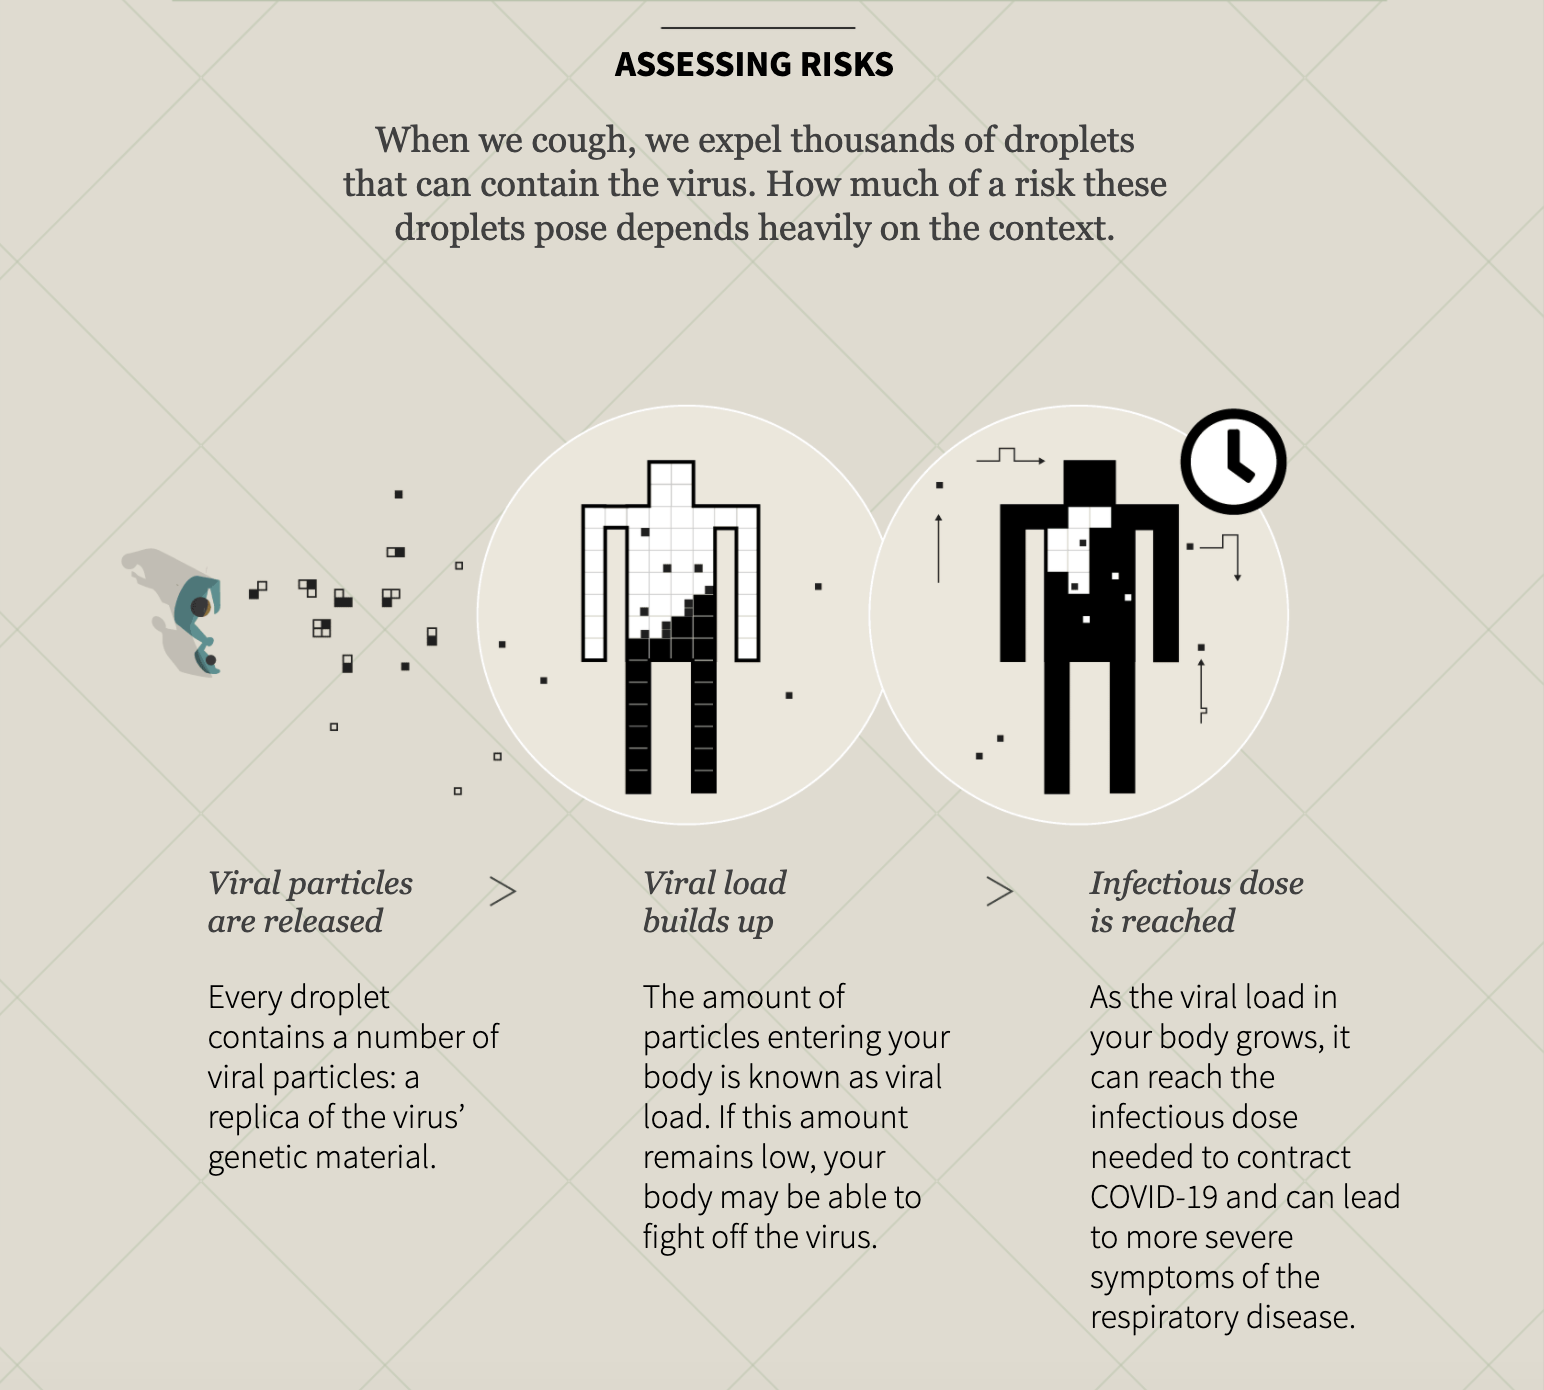 ASSESSING RISKS
When we cough, we expel thousands of droplets
that can contain the virus. How much of a risk these
droplets pose depends heavily on the context.
Viral particles
are released
>
Every droplet
contains a number of
viral particles: a
replica of the virus’
genetic material.
Viral load
builds up
>
The amount of
particles entering your
body is known as viral
load. If this amount
remains low, your
body may be able to
fight off the virus.
Infectious dose
is reached
As the viral load in
your body grows, it
can reach the
infectious dose
needed to contract
COVID-19 and can lead
to more severe
symptoms of the
respiratory disease.